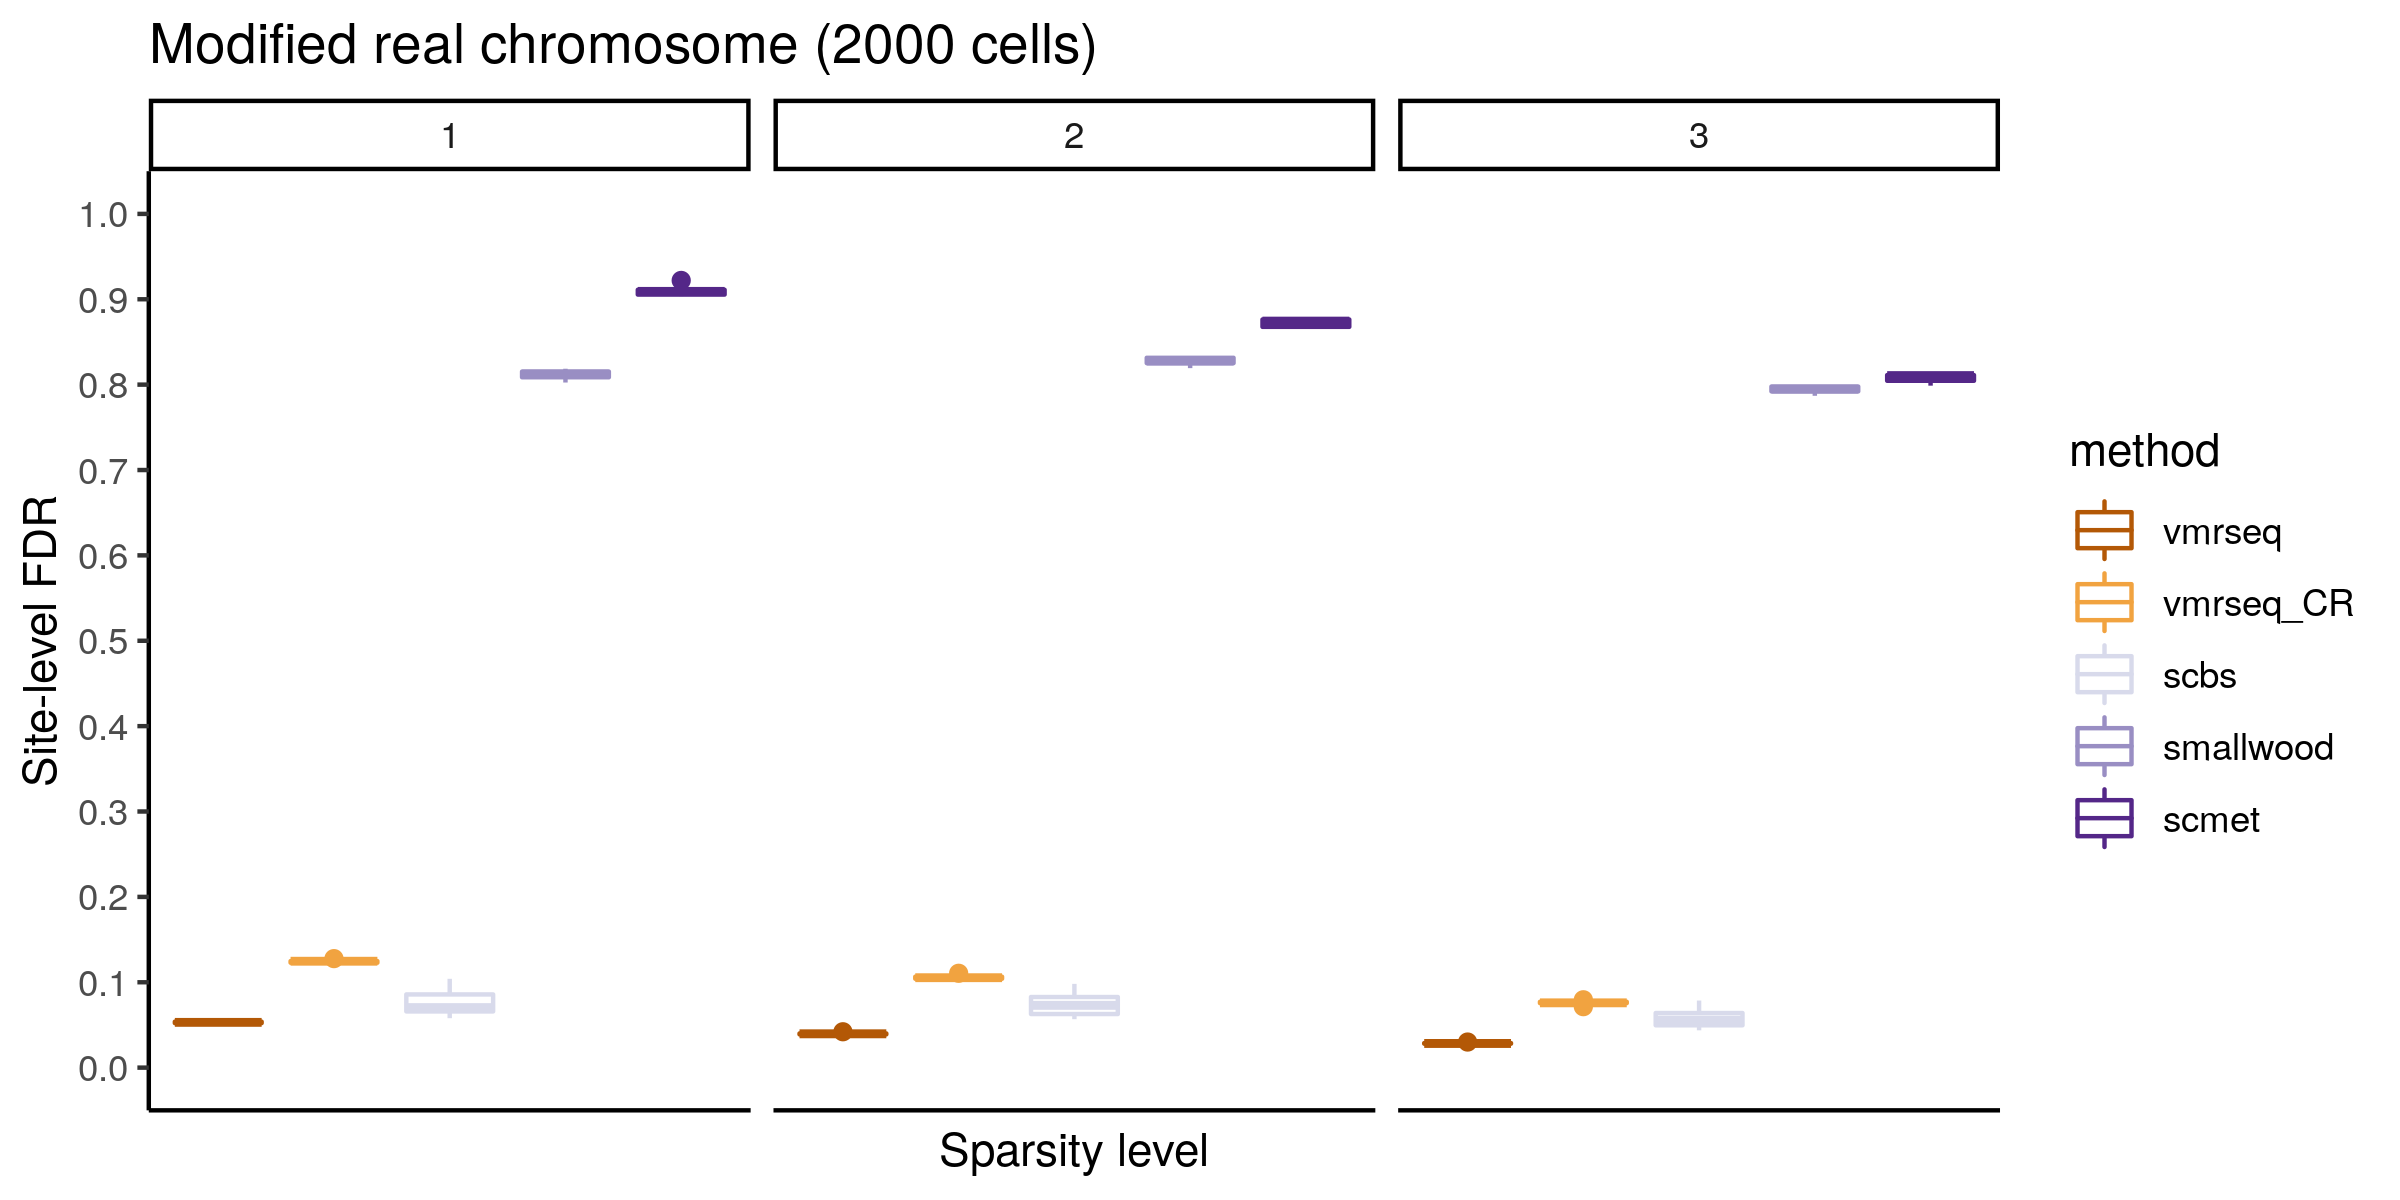 Modified real chromosome (2000 cells)
1
2
3
1.0
0.9
0.8
0.7
0.6
0.5
0.4
0.3
0.2
0.1
0.0
Site-level FDR
Sparsity level
method
vmrseq
vmrseq_CR
scbs
smallwood
scmet